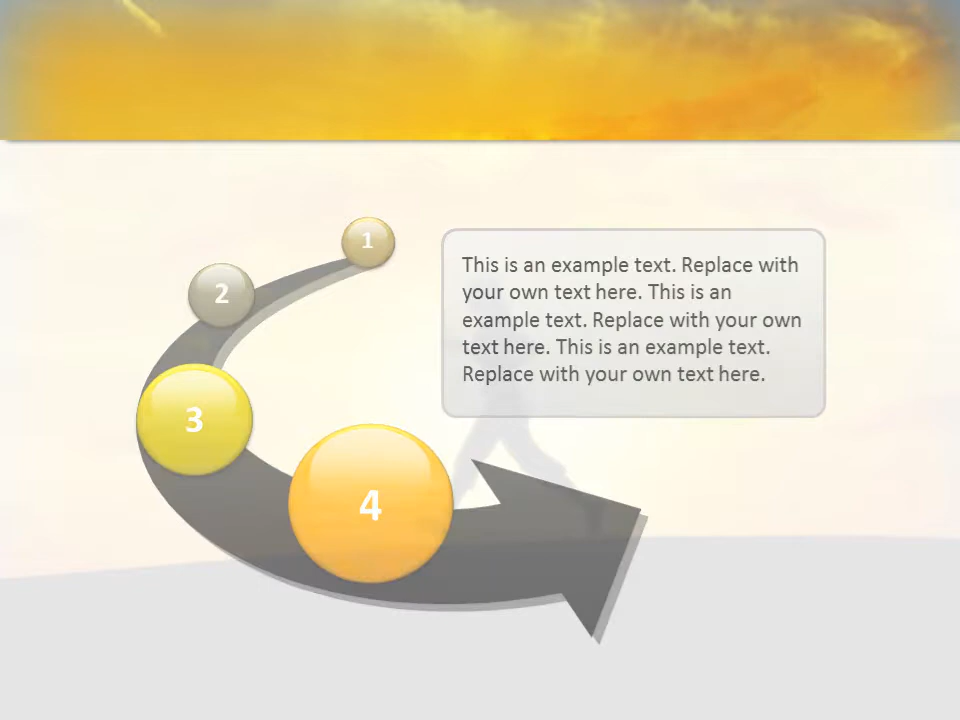 1
2
3
4
This is an example text. Replace with
your own text here. This is an
example text. Replace with your own
text here. This is an example text.
Replace with your own text here.